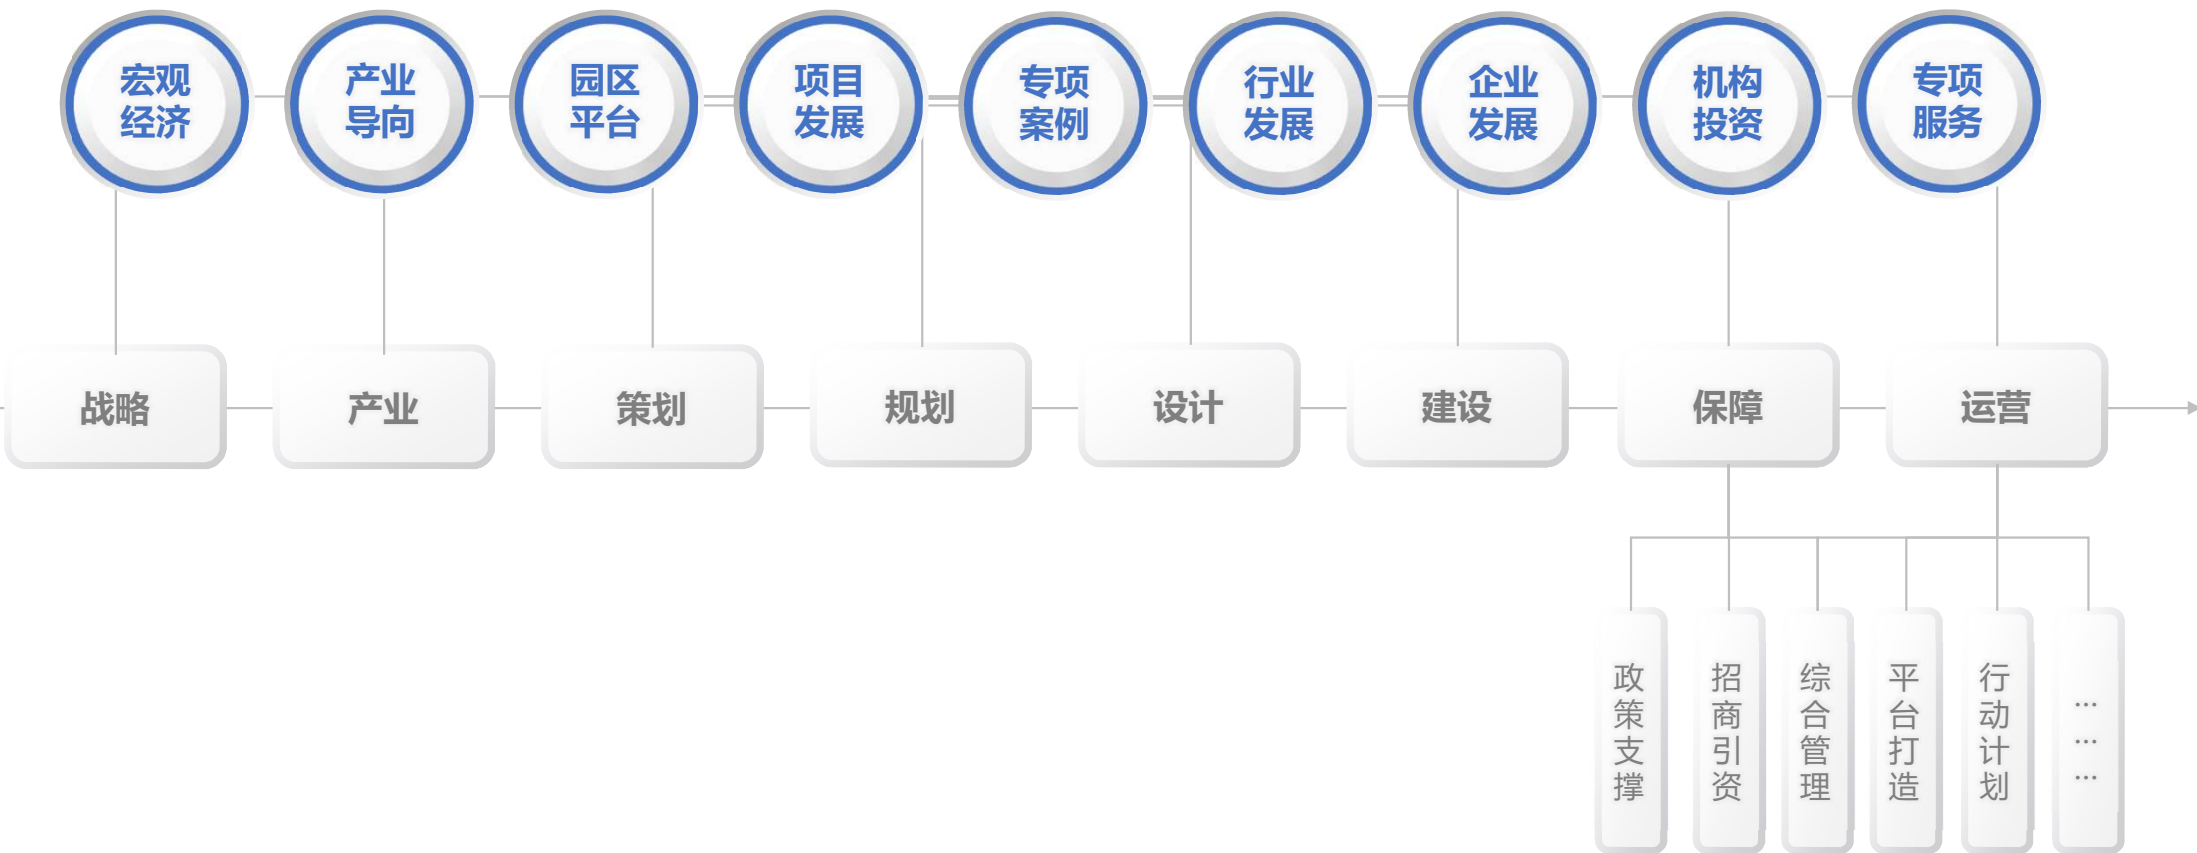 宏观
经济
产业
导向
园区
平台
项目
发展
专项
案例
行业
发展
企业
发展
机构
投资
专项
服务
战略
产业
策划
规划
设计
建设
保障
运营
政策支撑
招商引资
综合管理
平台打造
行动计划
………